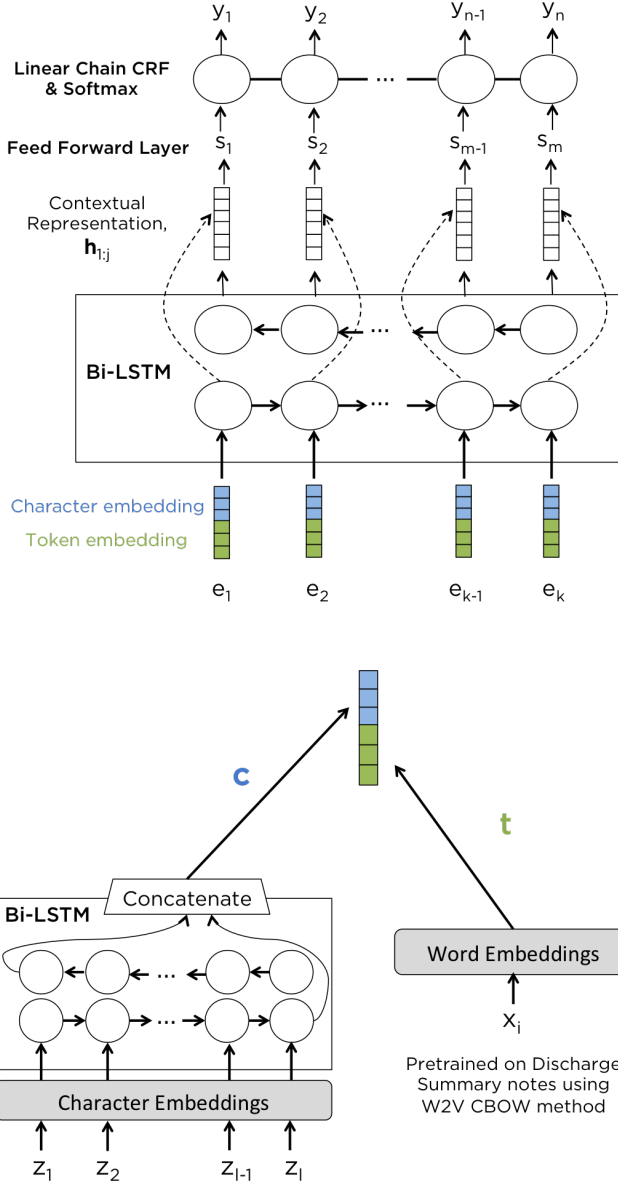 y1 y2 yn-1 yn
Linear Chain CRF
& Softmax
...
Feed Forward Layer s1 s2 sm-1 sm
Contextual
Representation,
h1:j
...
Bi-LSTM
...
Character embedding
Token embedding
e1 e2 ek-1 ek
c
t
Concatenate
Bi-LSTM
...
...
Word Embeddings
xi
Pretrained on Discharge
Summary notes using
W2V CBOW method
Character Embeddings
z1 z2 zl-1 zl